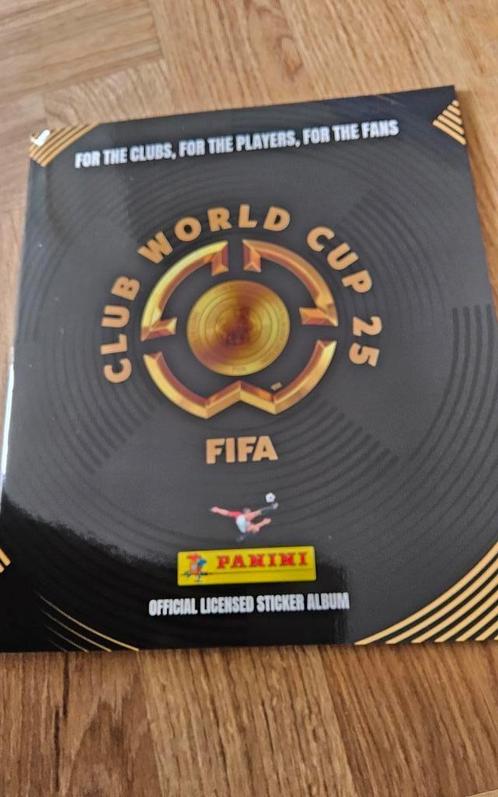 FOR THE CLUBS, FOR THE PLAYERS, FOR THE FANS
CLUB WORLD CUP 25
FIFA
PANINI
OFFICIAL LICENSED STICKER ALBUM